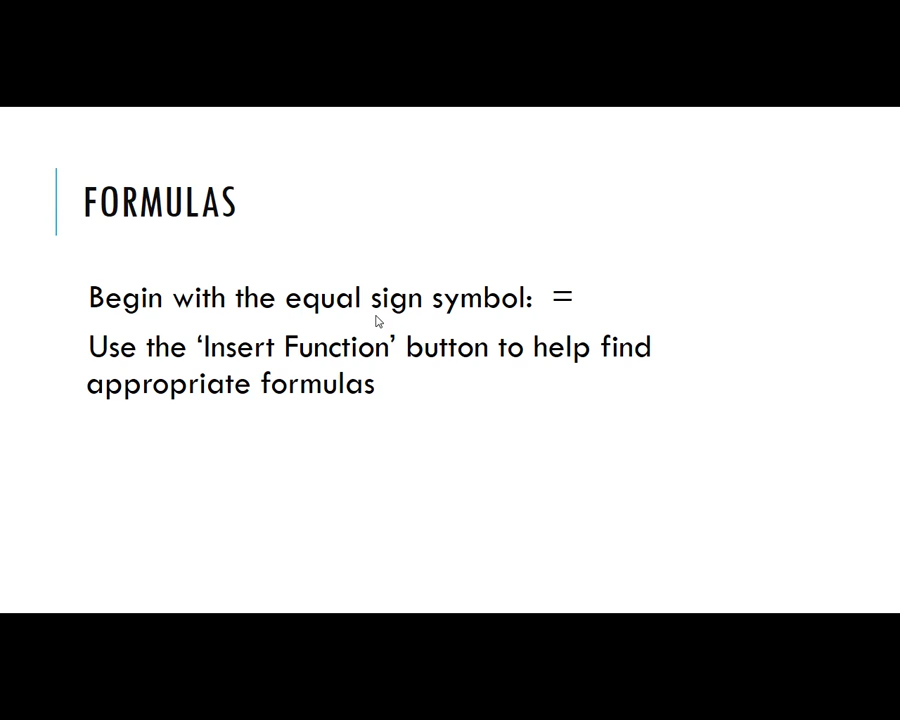 FORMULAS
Begin with the equal sign symbol: =
Use the ‘Insert Function’ button to help find
appropriate formulas